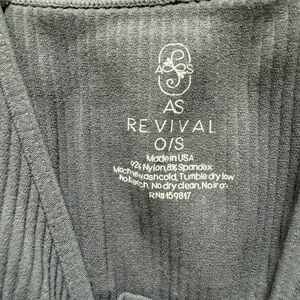 A S
AS
REVIVAL
O/S
Made in USA
92% Nylon, 8% Spandex
Machine wash cold, Tumble dry low
No bleach, No dry clean, No iron
RN# 159817